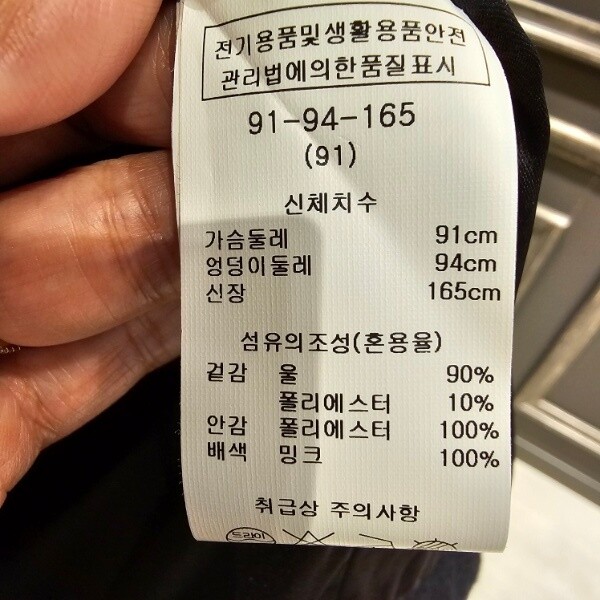 전기용품및생활용품안전
관리법에의한품질표시
91-94-165
(91)
신체치수
가슴둘레 91cm
엉덩이둘레 94cm
신장 165cm
섬유의조성(혼용율)
겉감 울 90%
폴리에스터 10%
안감 폴리에스터 100%
배색 밍크 100%
취급상 주의사항
드라이